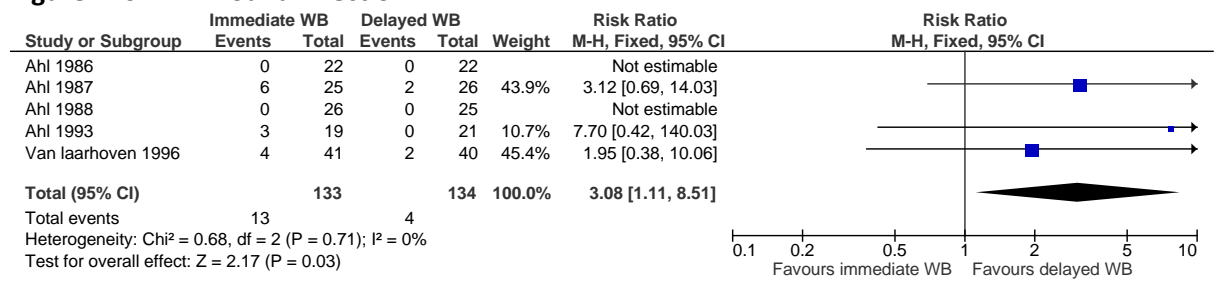 Immediate WB Delayed WB Risk Ratio Risk Ratio
Study or Subgroup Events Total Events Total Weight M-H, Fixed, 95% CI M-H, Fixed, 95% CI
Ahl 1986 0 22 0 22 Not estimable
Ahl 1987 6 25 2 26 43.9% 3.12 [0.69, 14.03]
Ahl 1988 0 26 0 25 Not estimable
Ahl 1993 3 19 0 21 10.7% 7.70 [0.42, 140.03]
Van laarhoven 1996 4 41 2 40 45.4% 1.95 [0.38, 10.06]
Total (95% CI) 133 134 100.0% 3.08 [1.11, 8.51]
Total events 13 4
Heterogeneity: Chi² = 0.68, df = 2 (P = 0.71); I² = 0%
Test for overall effect: Z = 2.17 (P = 0.03)
0.1 0.2 0.5 1 2 5 10
Favours immediate WB Favours delayed WB